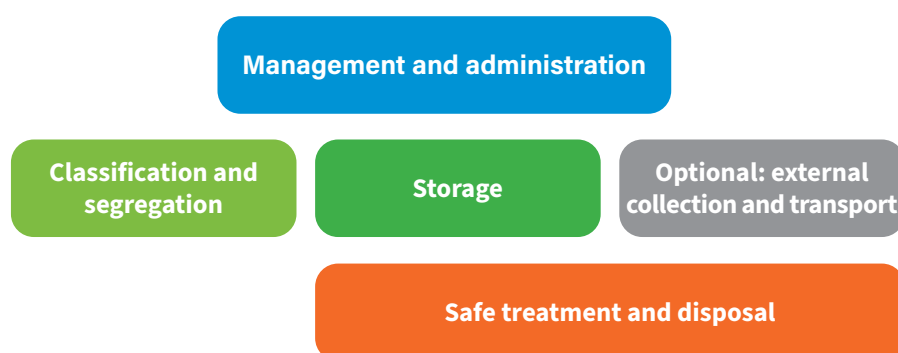 Management and administration
Classification and
segregation
Storage
Optional: external
collection and transport
Safe treatment and disposal